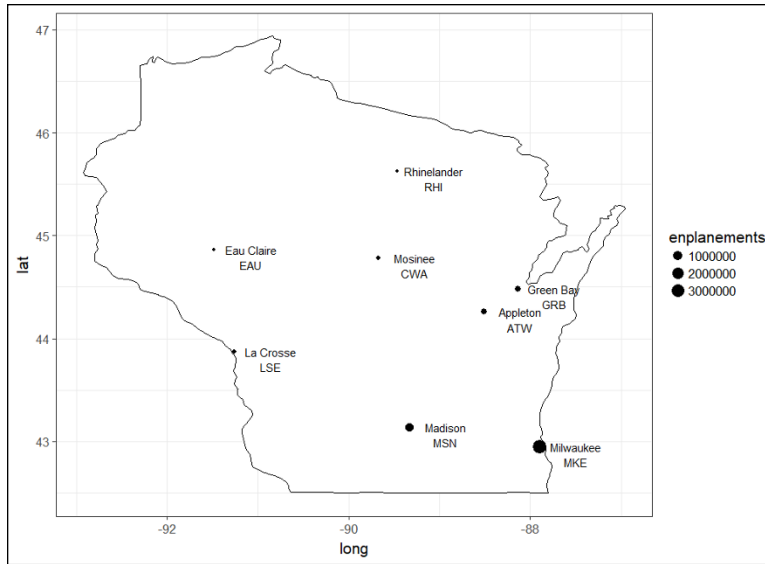 47
46
45
44
43
lat
Rhinelander
RHI
Eau Claire
EAU
Mosinee
CWA
Green Bay
GRB
Appleton
ATW
La Crosse
LSE
Madison
MSN
Milwaukee
MKE
-92
-90
-88
long
enplanements
1000000
2000000
3000000